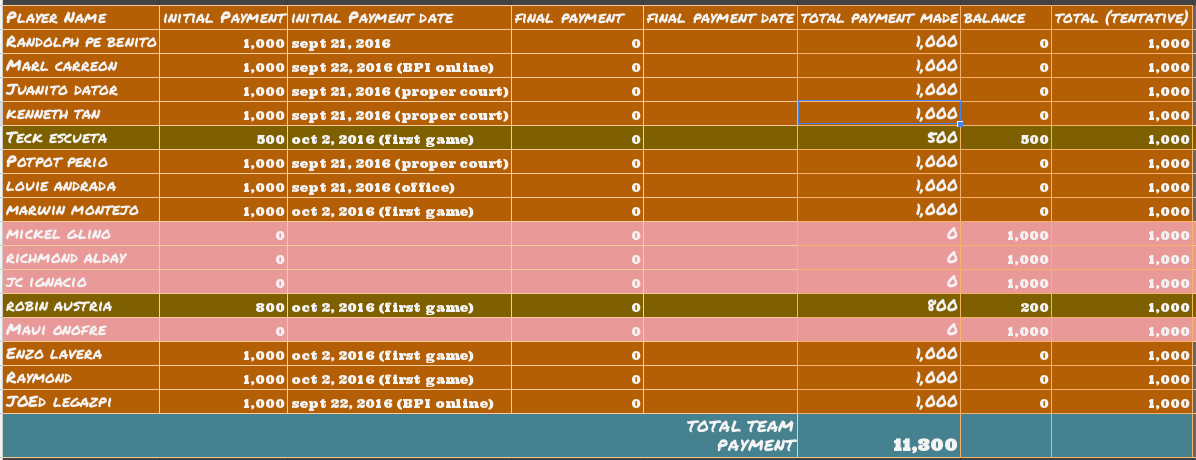 Player Name Initial Payment Initial Payment date final payment final payment date total payment made balance total (tentative)
Randolph Pe Benito 1,000 sept 21, 2016 0 1,000 0 1,000
Marl Carreon 1,000 sept 22, 2016 (BPI online) 0 1,000 0 1,000
Juanito Dator 1,000 sept 21, 2016 (proper court) 0 1,000 0 1,000
kenneth tan 1,000 sept 21, 2016 (proper court) 0 1,000 0 1,000
Teck escueta 500 oct 2, 2016 (first game) 0 500 500 1,000
Potpot perio 1,000 sept 21, 2016 (proper court) 0 1,000 0 1,000
louie andrada 1,000 sept 21, 2016 (office) 0 1,000 0 1,000
marwin montejo 1,000 oct 2, 2016 (first game) 0 1,000 0 1,000
mickel glino 0 0 0 1,000 1,000
richmond alday 0 0 0 1,000 1,000
jc ignacio 0 0 0 1,000 1,000
robin austria 800 oct 2, 2016 (first game) 0 800 200 1,000
Maui onofre 0 0 0 1,000 1,000
Enzo lavera 1,000 oct 2, 2016 (first game) 0 1,000 0 1,000
Raymond 1,000 oct 2, 2016 (first game) 0 1,000 0 1,000
JOEd legazpi 1,000 sept 22, 2016 (BPI online) 0 1,000 0 1,000
total team
payment 11,300